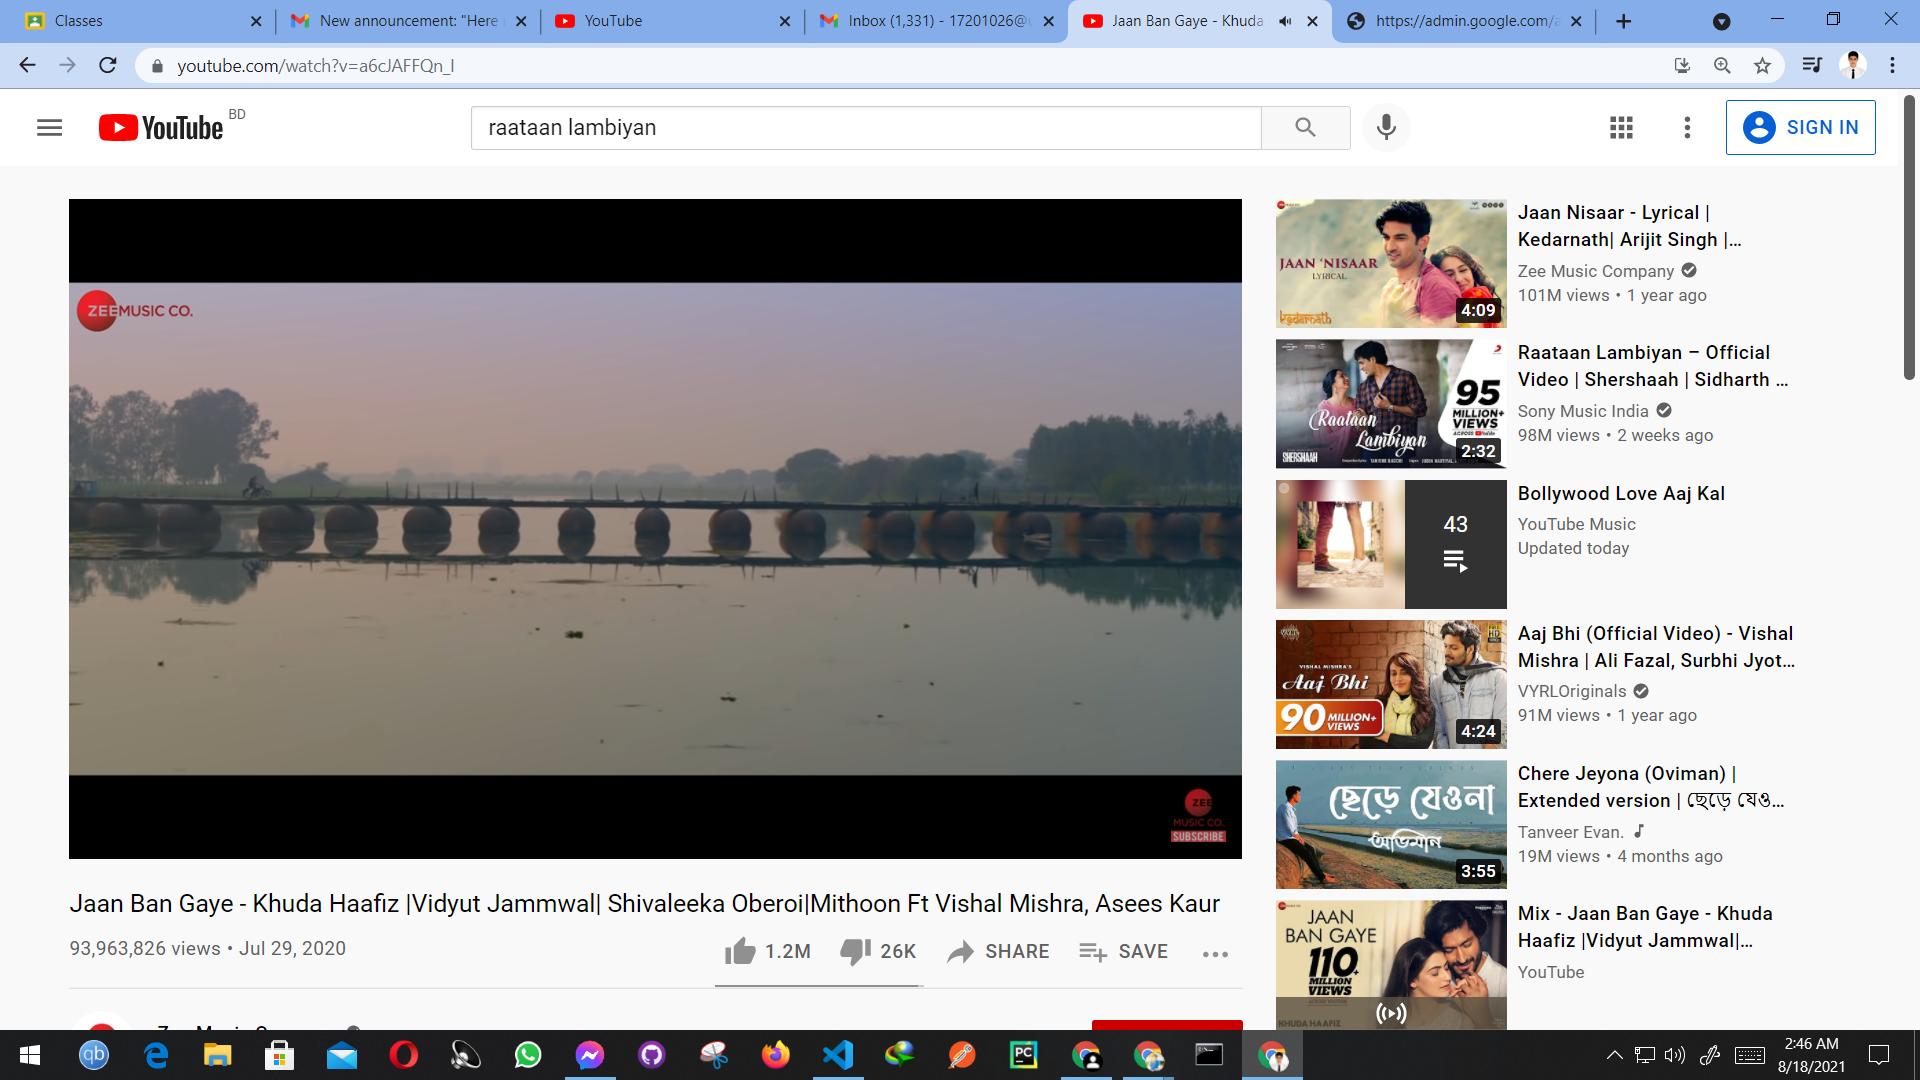 Classes
New announcement: "Here
YouTube
Inbox (1,331) - 17201026@
Jaan Ban Gaye - Khuda
https://admin.google.com/a
youtube.com/watch?v=a6cJAFFQn_I
YouTube BD
raataan lambiyan
SIGN IN
ZEE MUSIC CO.
ZEE
MUSIC CO.
SUBSCRIBE
Jaan Ban Gaye - Khuda Haafiz |Vidyut Jammwal| Shivaleeka Oberoi|Mithoon Ft Vishal Mishra, Asees Kaur
93,963,826 views • Jul 29, 2020
1.2M
26K
SHARE
SAVE
JAAN 'NISAAR
LYRICAL
kedarnath
4:09
Jaan Nisaar - Lyrical |
Kedarnath| Arijit Singh |...
Zee Music Company
101M views • 1 year ago
Raataan
Lambiyan
SHERSHAAH
95
MILLION+
VIEWS
ACROSS YouTube
2:32
Raataan Lambiyan – Official
Video | Shershaah | Sidharth ...
Sony Music India
98M views • 2 weeks ago
43
Bollywood Love Aaj Kal
YouTube Music
Updated today
VISHAL MISHRA'S
Aaj Bhi
90 MILLION+
VIEWS
HD
4:24
Aaj Bhi (Official Video) - Vishal
Mishra | Ali Fazal, Surbhi Jyot...
VYRLOriginals
91M views • 1 year ago
ছেড়ে যেওনা
অভিমান
3:55
Chere Jeyona (Oviman) |
Extended version | ছেড়ে যেও...
Tanveer Evan.
19M views • 4 months ago
JAAN
BAN GAYE
110+
MILLION
VIEWS
KHUDA HAAFIZ
Mix - Jaan Ban Gaye - Khuda
Haafiz |Vidyut Jammwal|...
YouTube
qb
PC
2:46 AM
8/18/2021